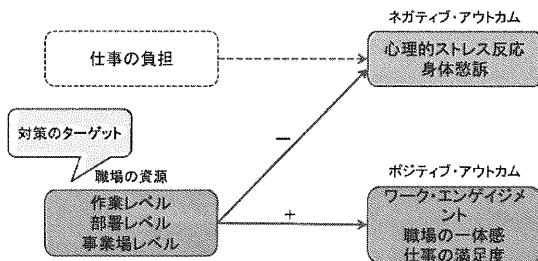 ネガティブ・アウトカム
仕事の負担
心理的ストレス反応
身体愁訴
対策のターゲット
－
職場の資源
ポジティブ・アウトカム
作業レベル
部署レベル
事業場レベル
＋
ワーク・エンゲイジメ
ント
職場の一体感
仕事の満足度